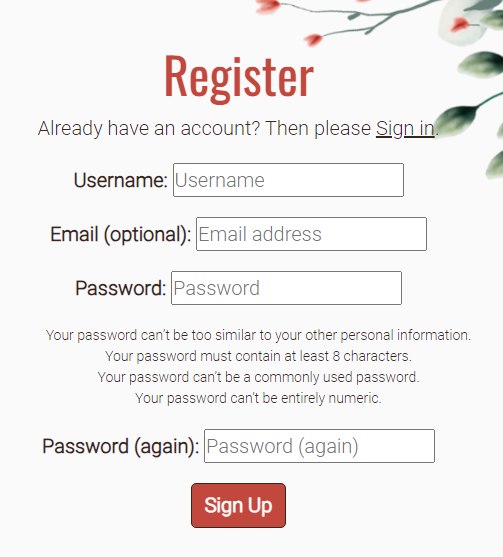 Register
Already have an account? Then please Sign in.
Username: Username
Email (optional): Email address
Password: Password
Your password can't be too similar to your other personal information.
Your password must contain at least 8 characters.
Your password can't be a commonly used password.
Your password can't be entirely numeric.
Password (again): Password (again)
Sign Up